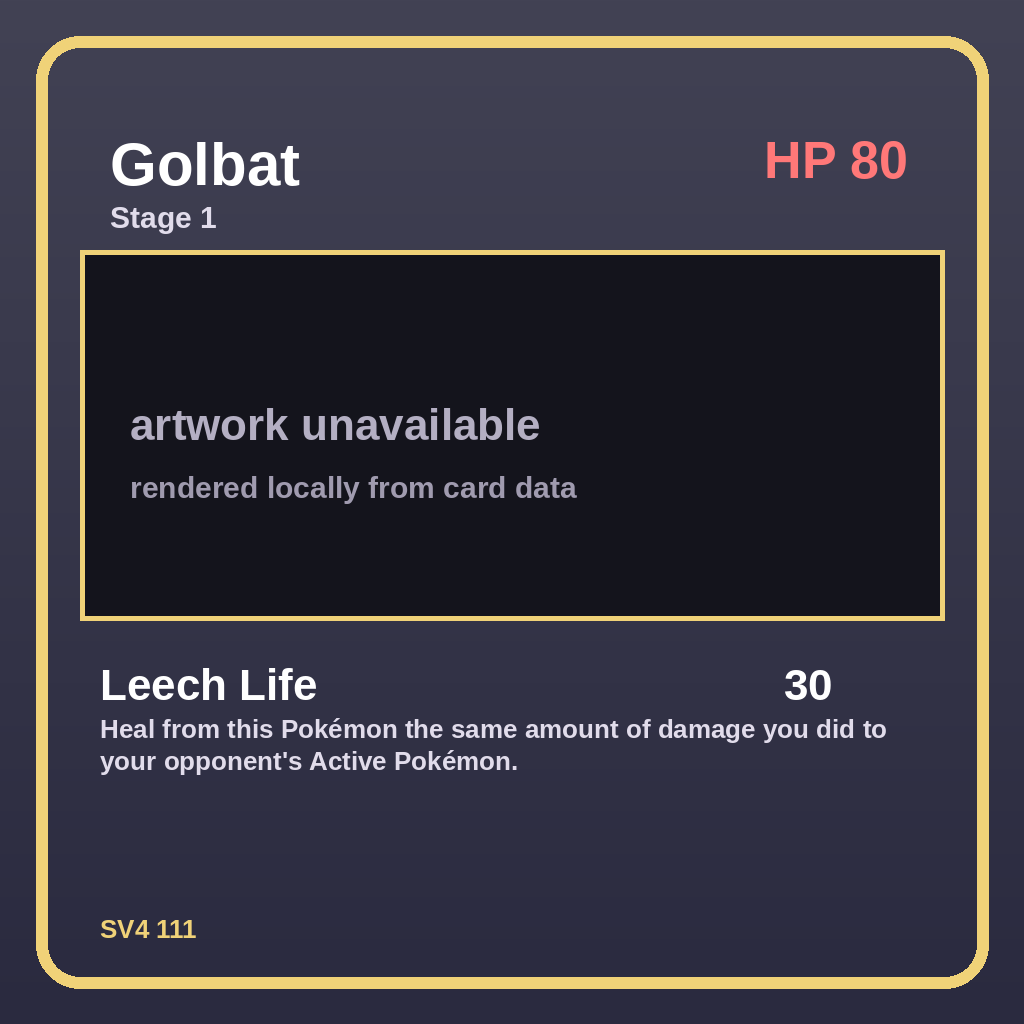 Golbat
HP 80
Stage 1
artwork unavailable
rendered locally from card data
Leech Life
30
Heal from this Pokémon the same amount of damage you did to
your opponent's Active Pokémon.
SV4 111